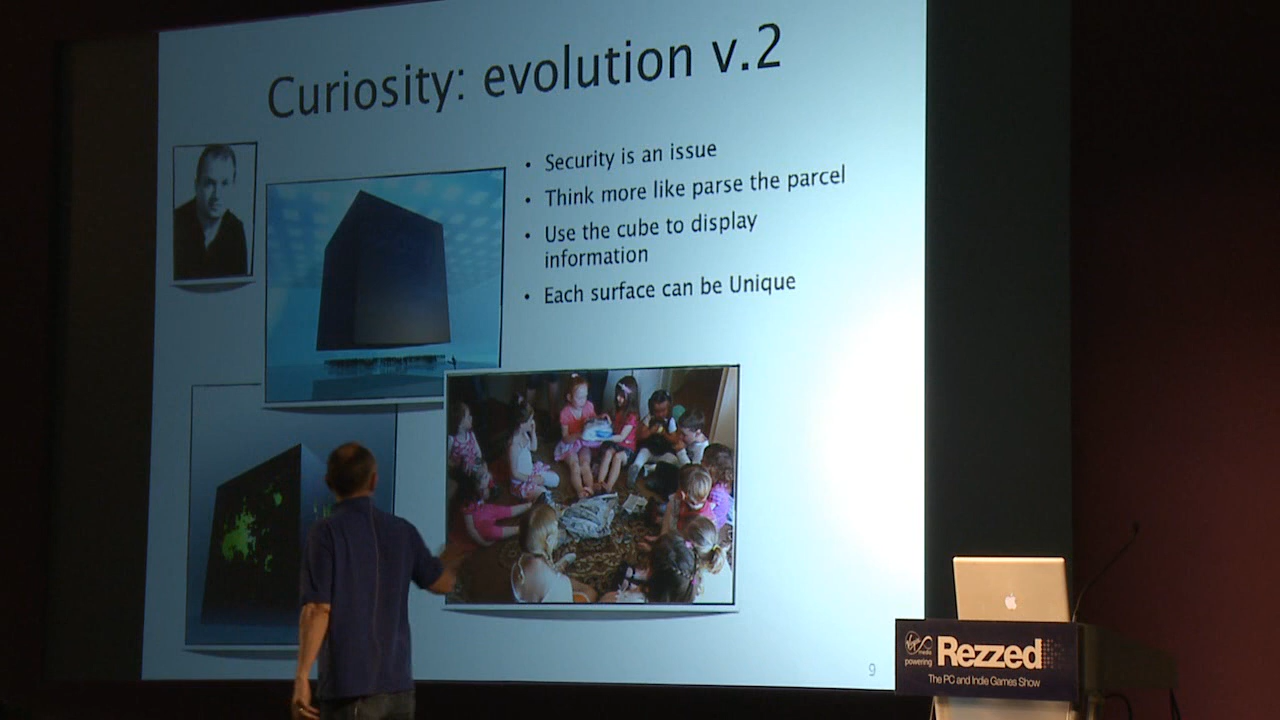 Curiosity: evolution v.2
• Security is an issue
• Think more like parse the parcel
• Use the cube to display
information
• Each surface can be Unique
9
Virgin
media
powering
Rezzed
The PC and Indie Games Show